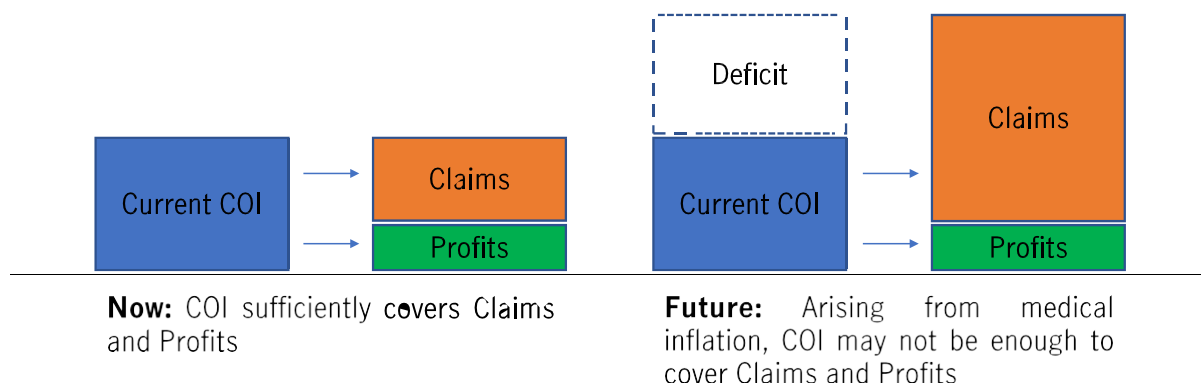 Current COI
Claims
Profits
Deficit
Current COI
Claims
Profits
Now: COI sufficiently covers Claims
and Profits
Future: Arising from medical
inflation, COI may not be enough to
cover Claims and Profits